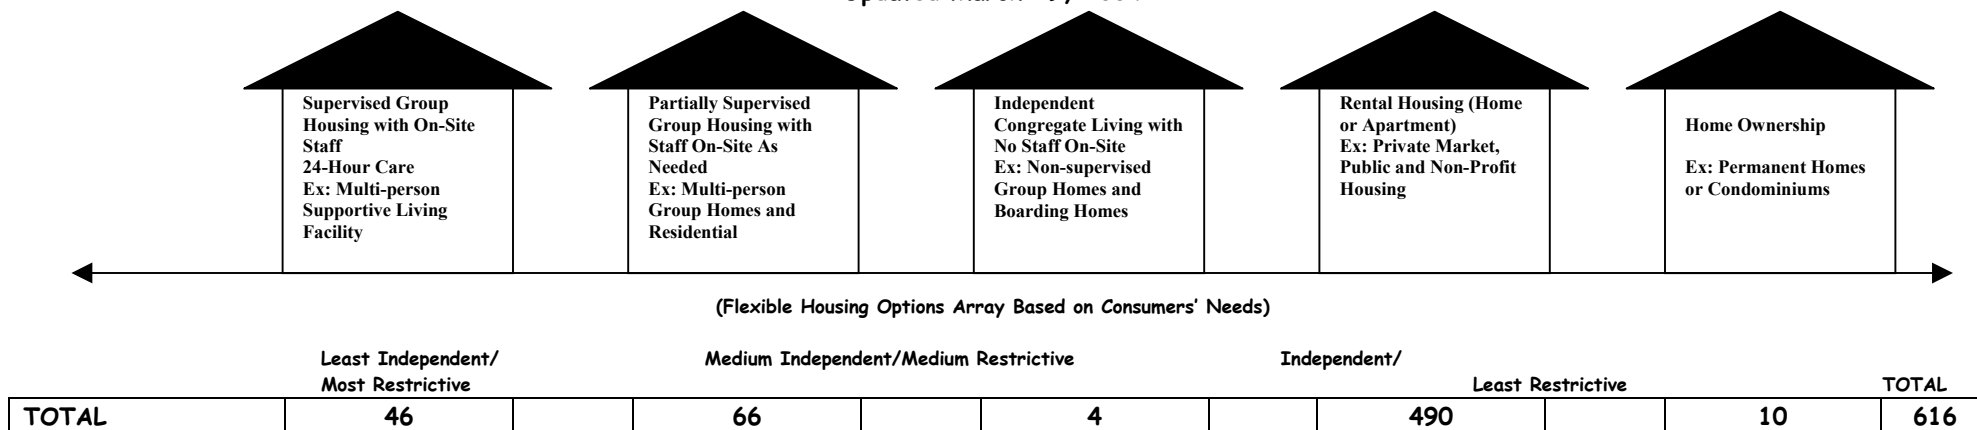 Supervised Group
Housing with On-Site
Staff
24-Hour Care
Ex: Multi-person
Supportive Living
Facility
Partially Supervised
Group Housing with
Staff On-Site As
Needed
Ex: Multi-person
Group Homes and
Residential
Independent
Congregate Living with
No Staff On-Site
Ex: Non-supervised
Group Homes and
Boarding Homes
Rental Housing (Home
or Apartment)
Ex: Private Market,
Public and Non-Profit
Housing
Home Ownership
Ex: Permanent Homes
or Condominiums
(Flexible Housing Options Array Based on Consumers’ Needs)
Least Independent/
Most Restrictive
Medium Independent/Medium Restrictive
Independent/
Least Restrictive
TOTAL
TOTAL 46 66 4 490 10 616